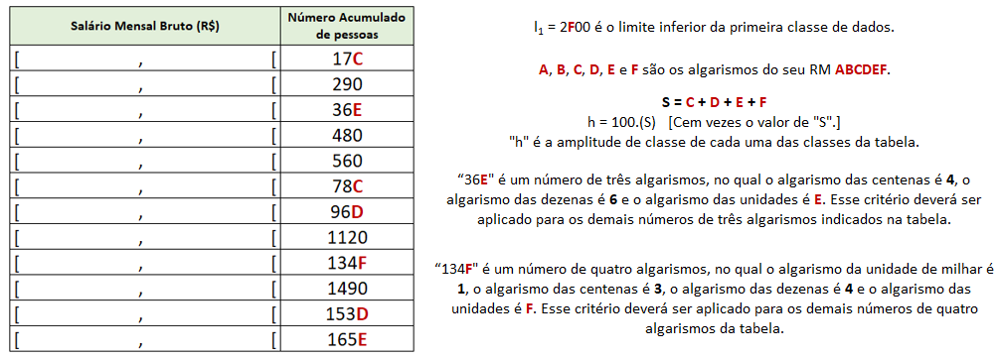 Salário Mensal Bruto (R$)
Número Acumulado
de pessoas
[ , [ 17C
[ , [ 290
[ , [ 36E
[ , [ 480
[ , [ 560
[ , [ 78C
[ , [ 96D
[ , [ 1120
[ , [ 134F
[ , [ 1490
[ , [ 153D
[ , [ 165E
l1 = 2F00 é o limite inferior da primeira classe de dados.
A, B, C, D, E e F são os algarismos do seu RM ABCDEF.
S = C + D + E + F
h = 100.(S) [Cem vezes o valor de "S".]
"h" é a amplitude de classe de cada uma das classes da tabela.
“36E" é um número de três algarismos, no qual o algarismo das centenas é 4, o
algarismo das dezenas é 6 e o algarismo das unidades é E. Esse critério deverá ser
aplicado para os demais números de três algarismos indicados na tabela.
“134F" é um número de quatro algarismos, no qual o algarismo da unidade de milhar é
1, o algarismo das centenas é 3, o algarismo das dezenas é 4 e o algarismo das
unidades é F. Esse critério deverá ser aplicado para os demais números de quatro
algarismos da tabela.